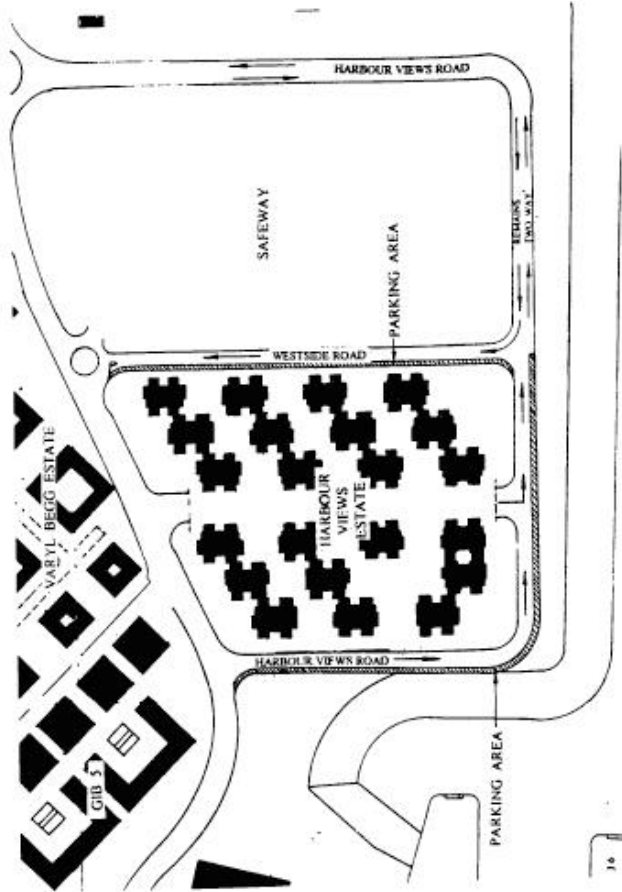 HARBOUR VIEWS ROAD
SAFEWAY
REMAINS
TWO WAY
PARKING AREA
WESTSIDE ROAD
VARYL BEGG ESTATE
HARBOUR
VIEWS
ESTATE
HARBOUR VIEWS ROAD
GIB 5
PARKING AREA